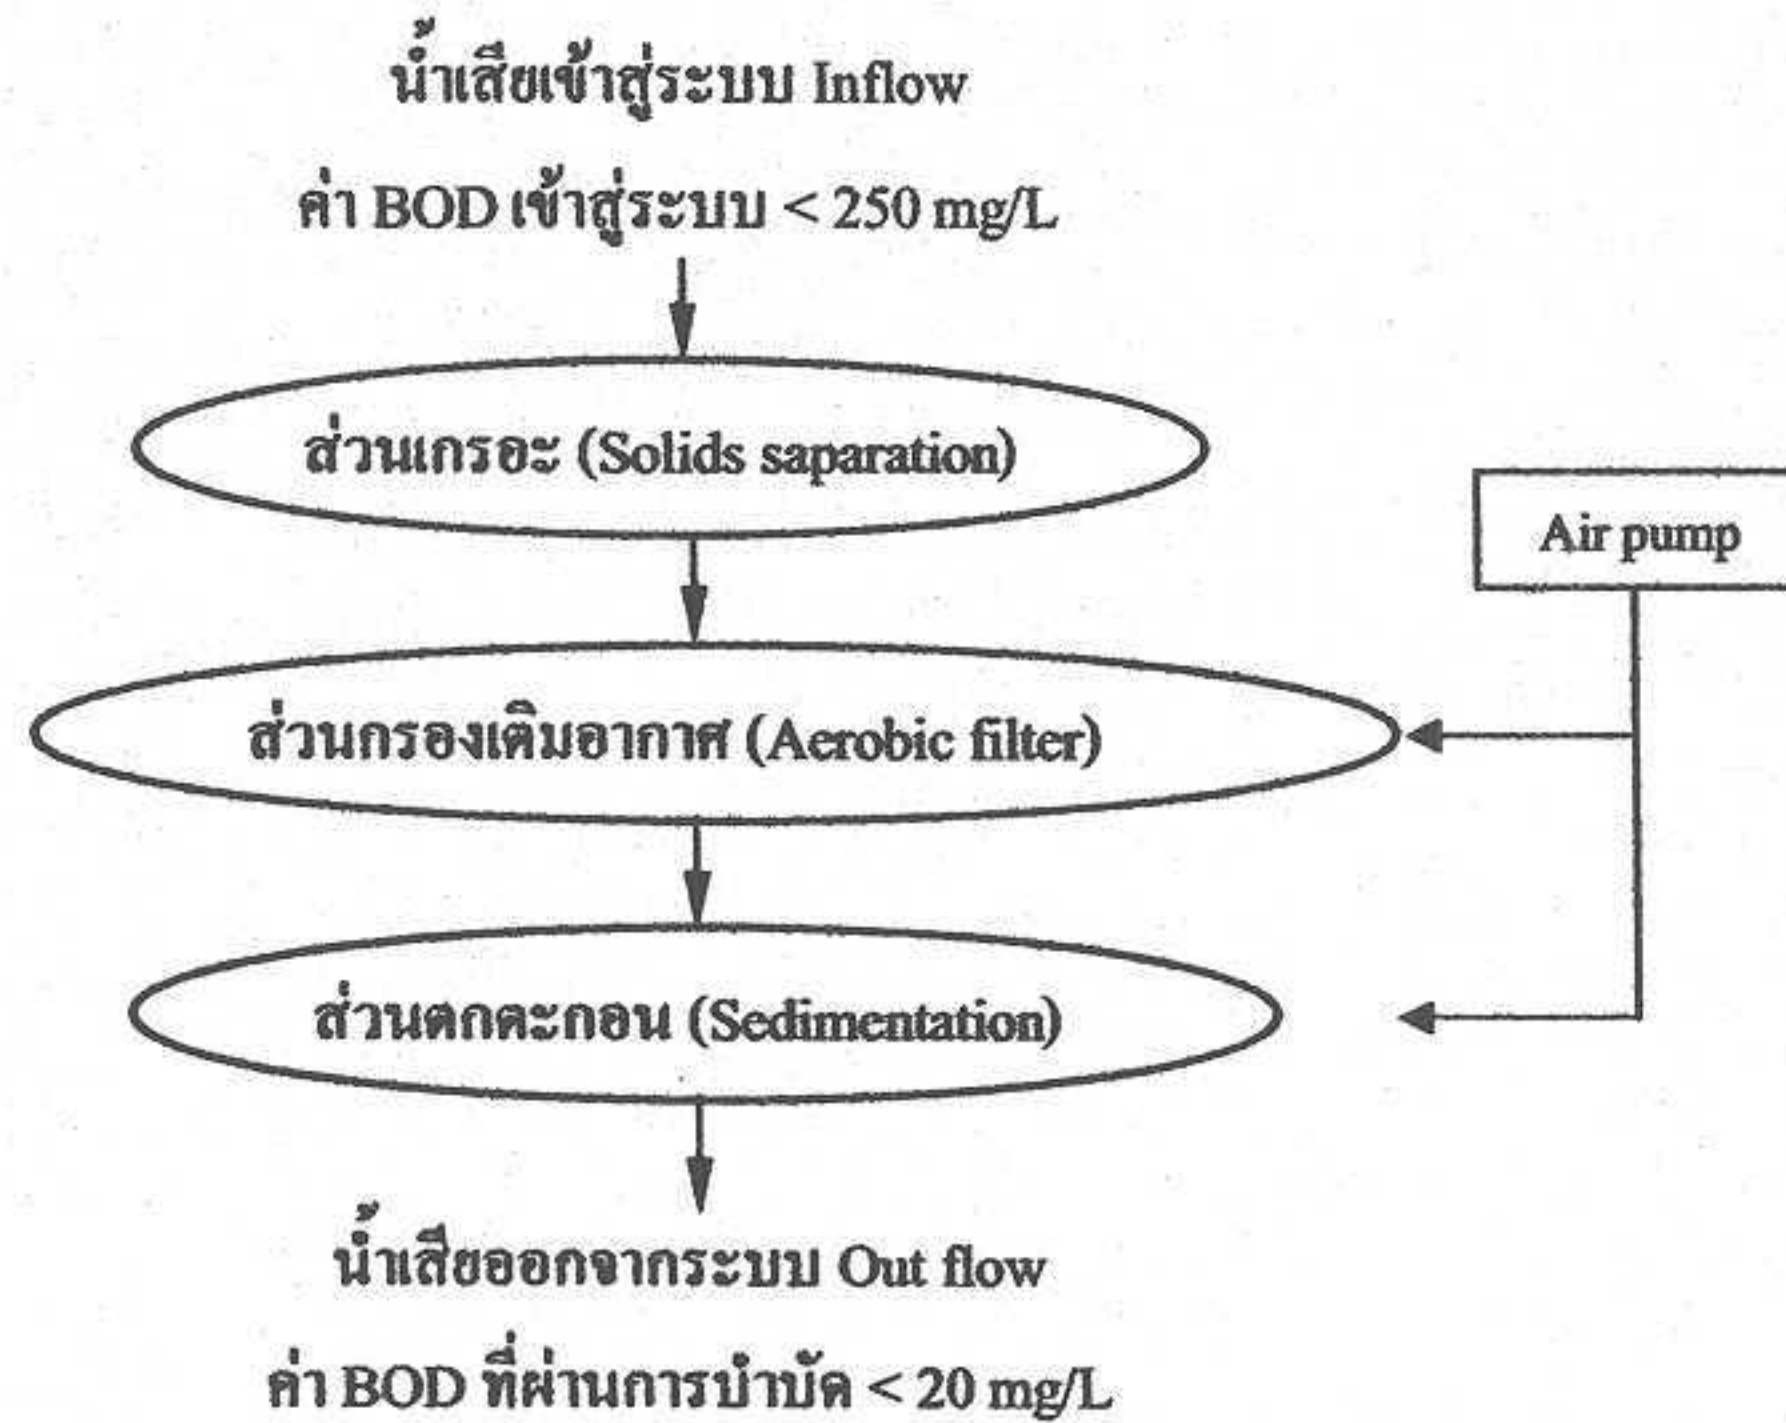 น้ำเสียเข้าสู่ระบบ Inflow
ค่า BOD เข้าสู่ระบบ < 250 mg/L
ส่วนเกรอะ (Solids saparation)
Air pump
ส่วนกรองเติมอากาศ (Aerobic filter)
ส่วนตกตะกอน (Sedimentation)
น้ำเสียออกจากระบบ Out flow
ค่า BOD ที่ผ่านการบำบัด < 20 mg/L